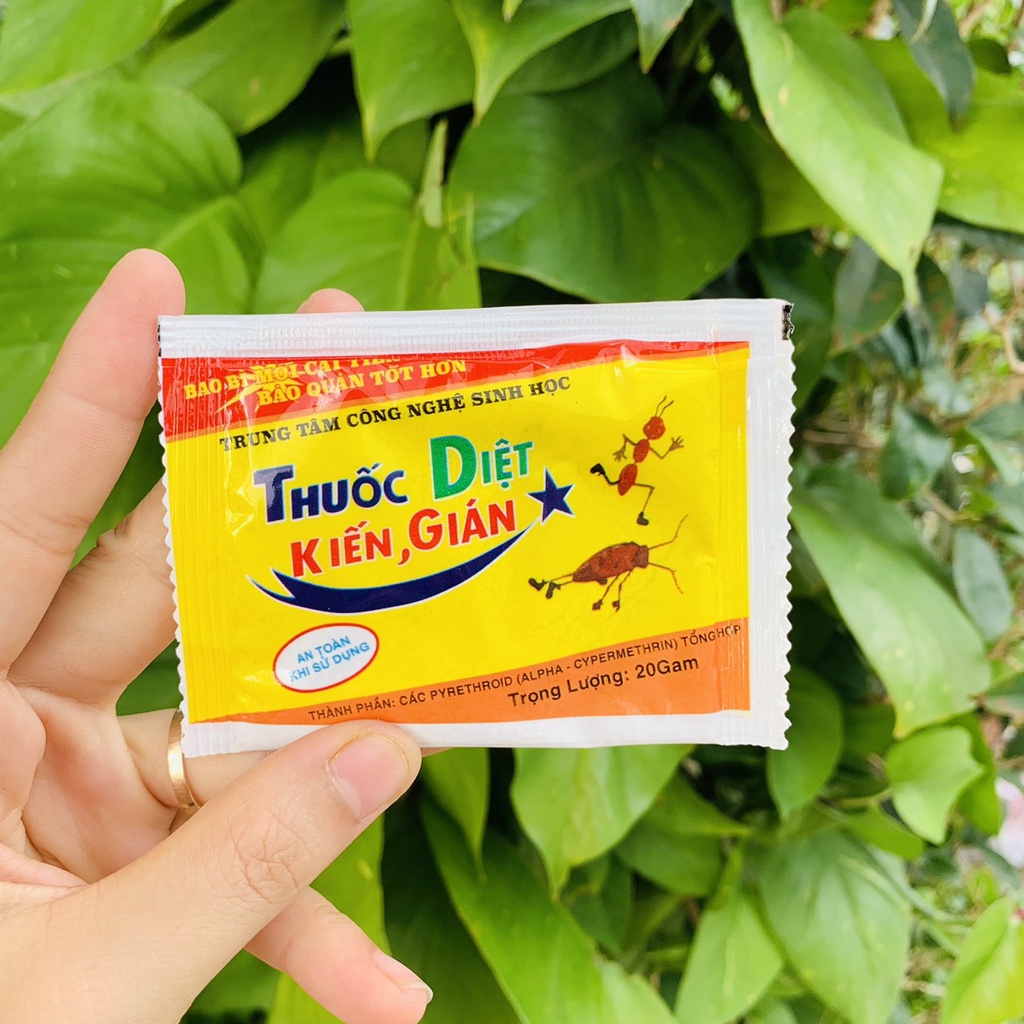 BAO BÌ MỚI CẢI TIẾN
BẢO QUẢN TỐT HƠN
TRUNG TÂM CÔNG NGHỆ SINH HỌC
THUỐC DIỆT
KIẾN, GIÁN
AN TOÀN
KHI SỬ DỤNG
THÀNH PHẦN: CÁC PYRETHROID (ALPHA - CYPERMETHRIN) TỔNG HỢP
Trọng Lượng: 20Gam